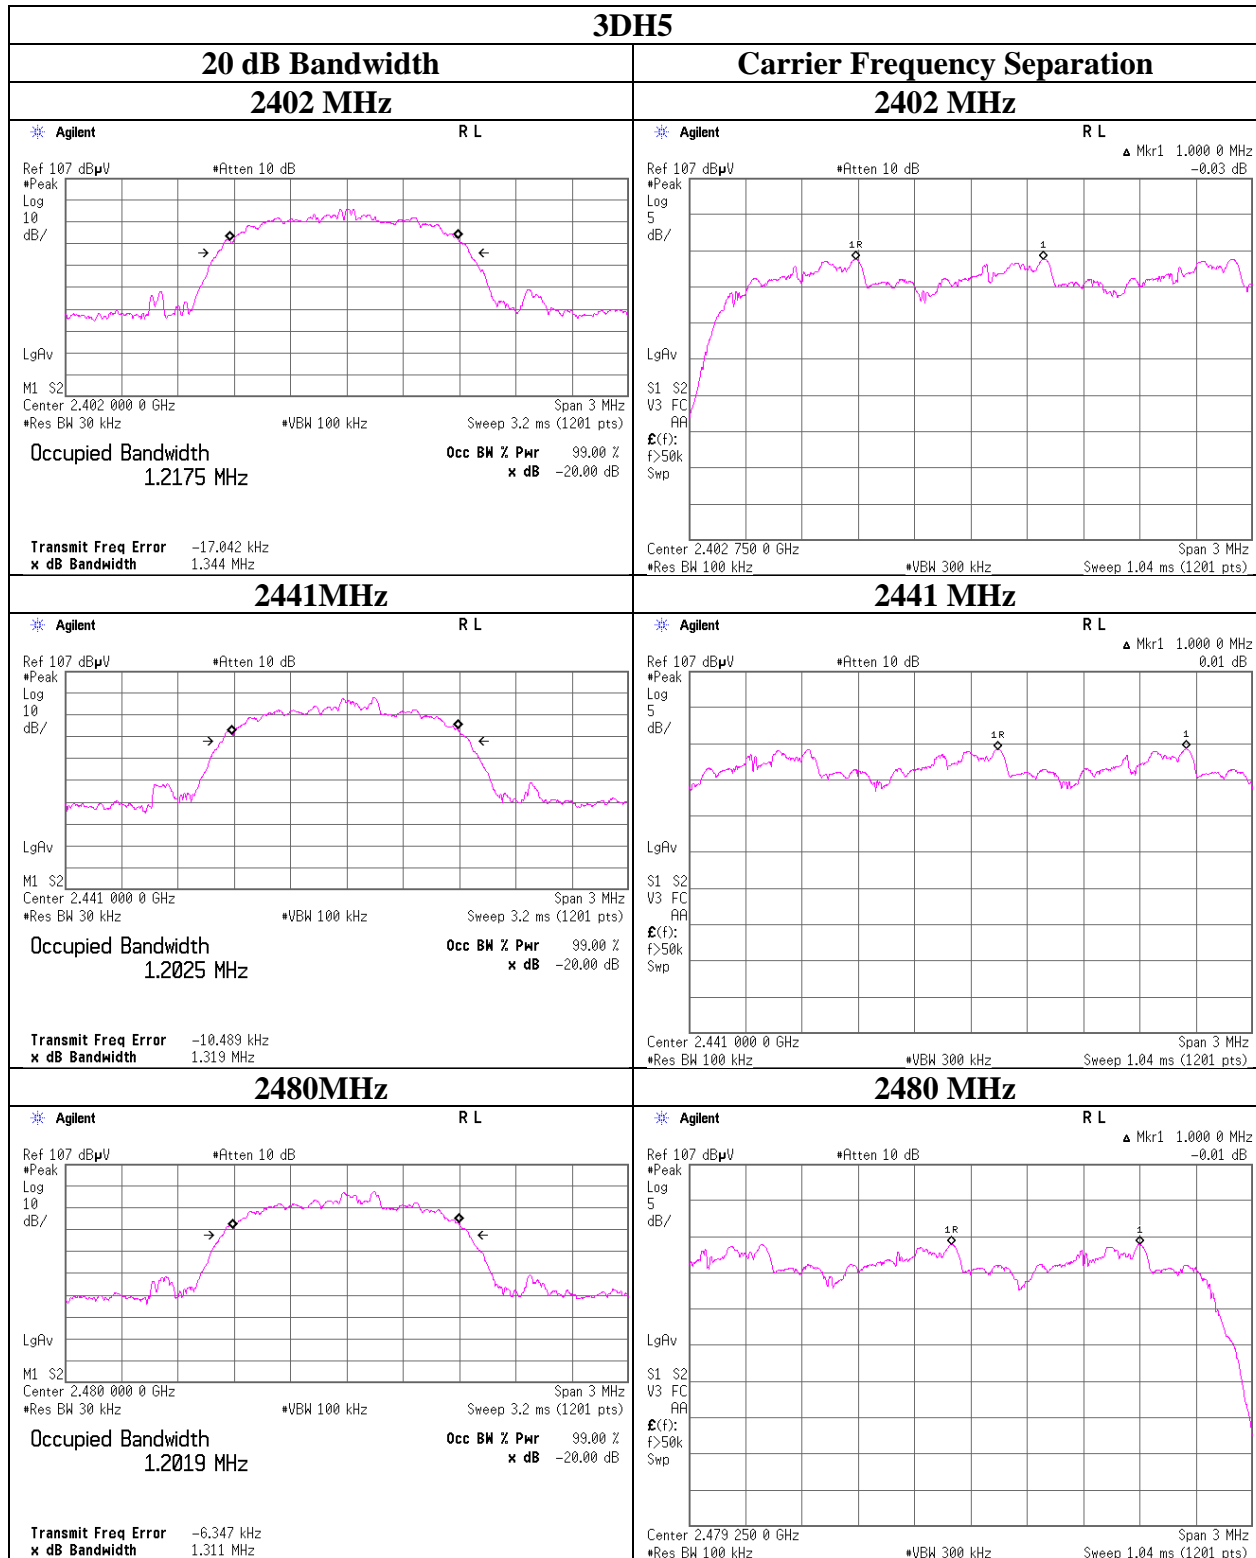 3DH5
20 dB Bandwidth
Carrier Frequency Separation
2402 MHz
2402 MHz
Agilent R L
Ref 107 dBµV #Atten 10 dB
#Peak
Log
10
dB/
LgAv
M1 S2
Center 2.402 000 0 GHz Span 3 MHz
#Res BW 30 kHz #VBW 100 kHz Sweep 3.2 ms (1201 pts)
Occupied Bandwidth Occ BW % Pwr 99.00 %
1.2175 MHz x dB -20.00 dB
Transmit Freq Error -17.042 kHz
x dB Bandwidth 1.344 MHz
Agilent R L
Δ Mkr1 1.000 0 MHz
Ref 107 dBµV #Atten 10 dB -0.03 dB
#Peak
Log
5
dB/
1R 1
LgAv
S1 S2
V3 FC
AA
£(f):
f>50k
Swp
Center 2.402 750 0 GHz Span 3 MHz
#Res BW 100 kHz #VBW 300 kHz Sweep 1.04 ms (1201 pts)
2441MHz
2441 MHz
Agilent R L
Ref 107 dBµV #Atten 10 dB
#Peak
Log
10
dB/
LgAv
M1 S2
Center 2.441 000 0 GHz Span 3 MHz
#Res BW 30 kHz #VBW 100 kHz Sweep 3.2 ms (1201 pts)
Occupied Bandwidth Occ BW % Pwr 99.00 %
1.2025 MHz x dB -20.00 dB
Transmit Freq Error -10.489 kHz
x dB Bandwidth 1.319 MHz
Agilent R L
Δ Mkr1 1.000 0 MHz
Ref 107 dBµV #Atten 10 dB 0.01 dB
#Peak
Log
5
dB/
1R 1
LgAv
S1 S2
V3 FC
AA
£(f):
f>50k
Swp
Center 2.441 000 0 GHz Span 3 MHz
#Res BW 100 kHz #VBW 300 kHz Sweep 1.04 ms (1201 pts)
2480MHz
2480 MHz
Agilent R L
Ref 107 dBµV #Atten 10 dB
#Peak
Log
10
dB/
LgAv
M1 S2
Center 2.480 000 0 GHz Span 3 MHz
#Res BW 30 kHz #VBW 100 kHz Sweep 3.2 ms (1201 pts)
Occupied Bandwidth Occ BW % Pwr 99.00 %
1.2019 MHz x dB -20.00 dB
Transmit Freq Error -6.347 kHz
x dB Bandwidth 1.311 MHz
Agilent R L
Δ Mkr1 1.000 0 MHz
Ref 107 dBµV #Atten 10 dB -0.01 dB
#Peak
Log
5
dB/
1R 1
LgAv
S1 S2
V3 FC
AA
£(f):
f>50k
Swp
Center 2.479 250 0 GHz Span 3 MHz
#Res BW 100 kHz #VBW 300 kHz Sweep 1.04 ms (1201 pts)